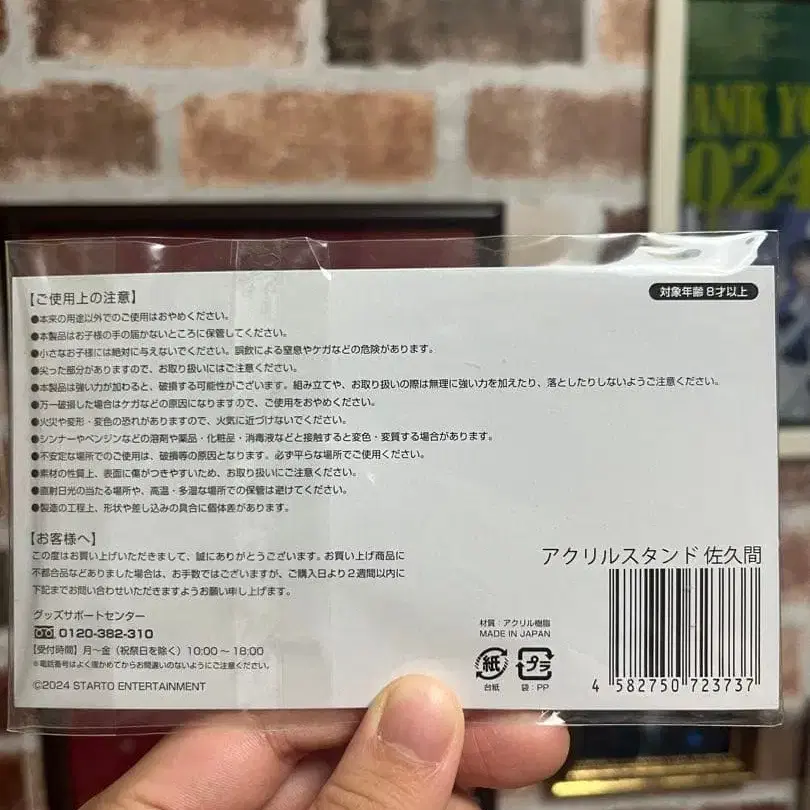 ANK Y
024
【ご使用上の注意】
対象年齢8才以上
●本来の用途以外でのご使用はおやめください。
●本製品はお子様の手の届かないところに保管してください。
●小さなお子様には絶対に与えないでください。誤飲による窒息やケガなどの危険があります。
●尖った部分がありますので、お取り扱いにはご注意ください。
●本製品は強い力が加わると、破損する可能性がございます。組み立てや、お取り扱いの際は無理に強い力を加えたり、落としたりしないようご注意ください。
●万一破損した場合はケガなどの原因になりますので、ご使用をおやめください。
●火災や変形・変色の恐れがありますので、火気に近づけないでください。
●シンナーやベンジンなどの溶剤や薬品・化粧品・消毒液などと接触すると変色・変質する場合があります。
●不安定な場所でのご使用は、破損等の原因となります。必ず平らな場所でご使用ください。
●素材の性質上、表面に傷がつきやすいため、お取り扱いにご注意ください。
●直射日光の当たる場所や、高温・多湿な場所での保管は避けてください。
●製造の工程上、形状や差し込みの具合に個体差があります。
【お客様へ】
この度はお買い上げいただきまして、誠にありがとうございます。お買い上げ商品に
不都合品などありました場合は、お手数ではございますが、ご購入日より2週間以内に
下記までお問い合わせいただきますようお願い申し上げます。
グッズサポートセンター
0120-382-310
【受付時間】月～金（祝祭日を除く）10:00～18:00
※電話番号はよく確かめてからお間違いのないようにご注意ください。
©2024 STARTO ENTERTAINMENT
アクリルスタンド 佐久間
材質：アクリル樹脂
MADE IN JAPAN
紙
プラ
台紙
袋：PP
4 582750 723737